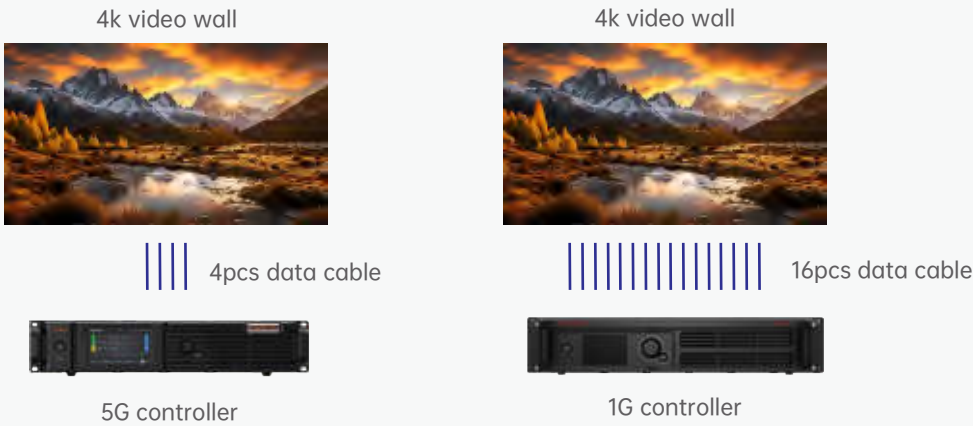 4k video wall
4k video wall
4pcs data cable
16pcs data cable
5G controller
1G controller